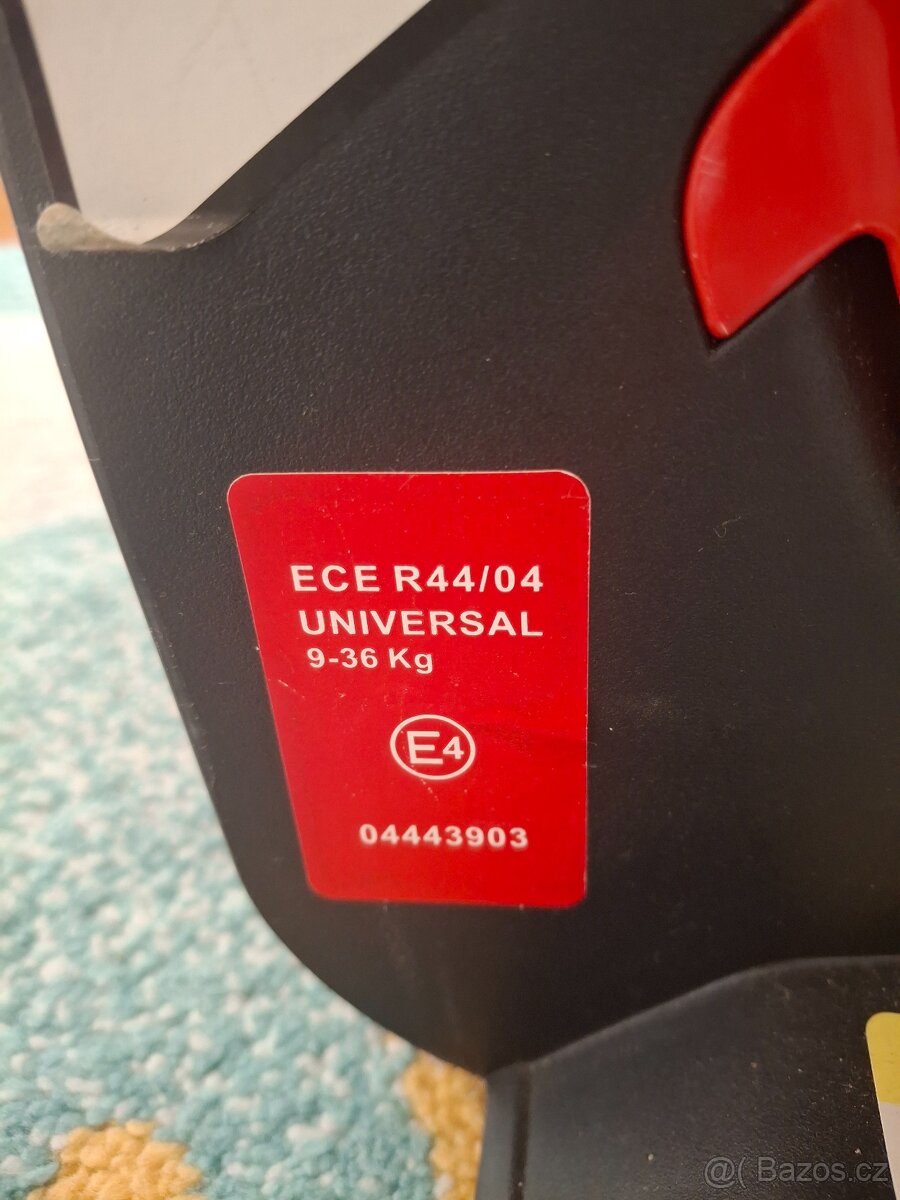 ECE R44/04
UNIVERSAL
9-36 Kg
E4
04443903
@( Bazos.cz